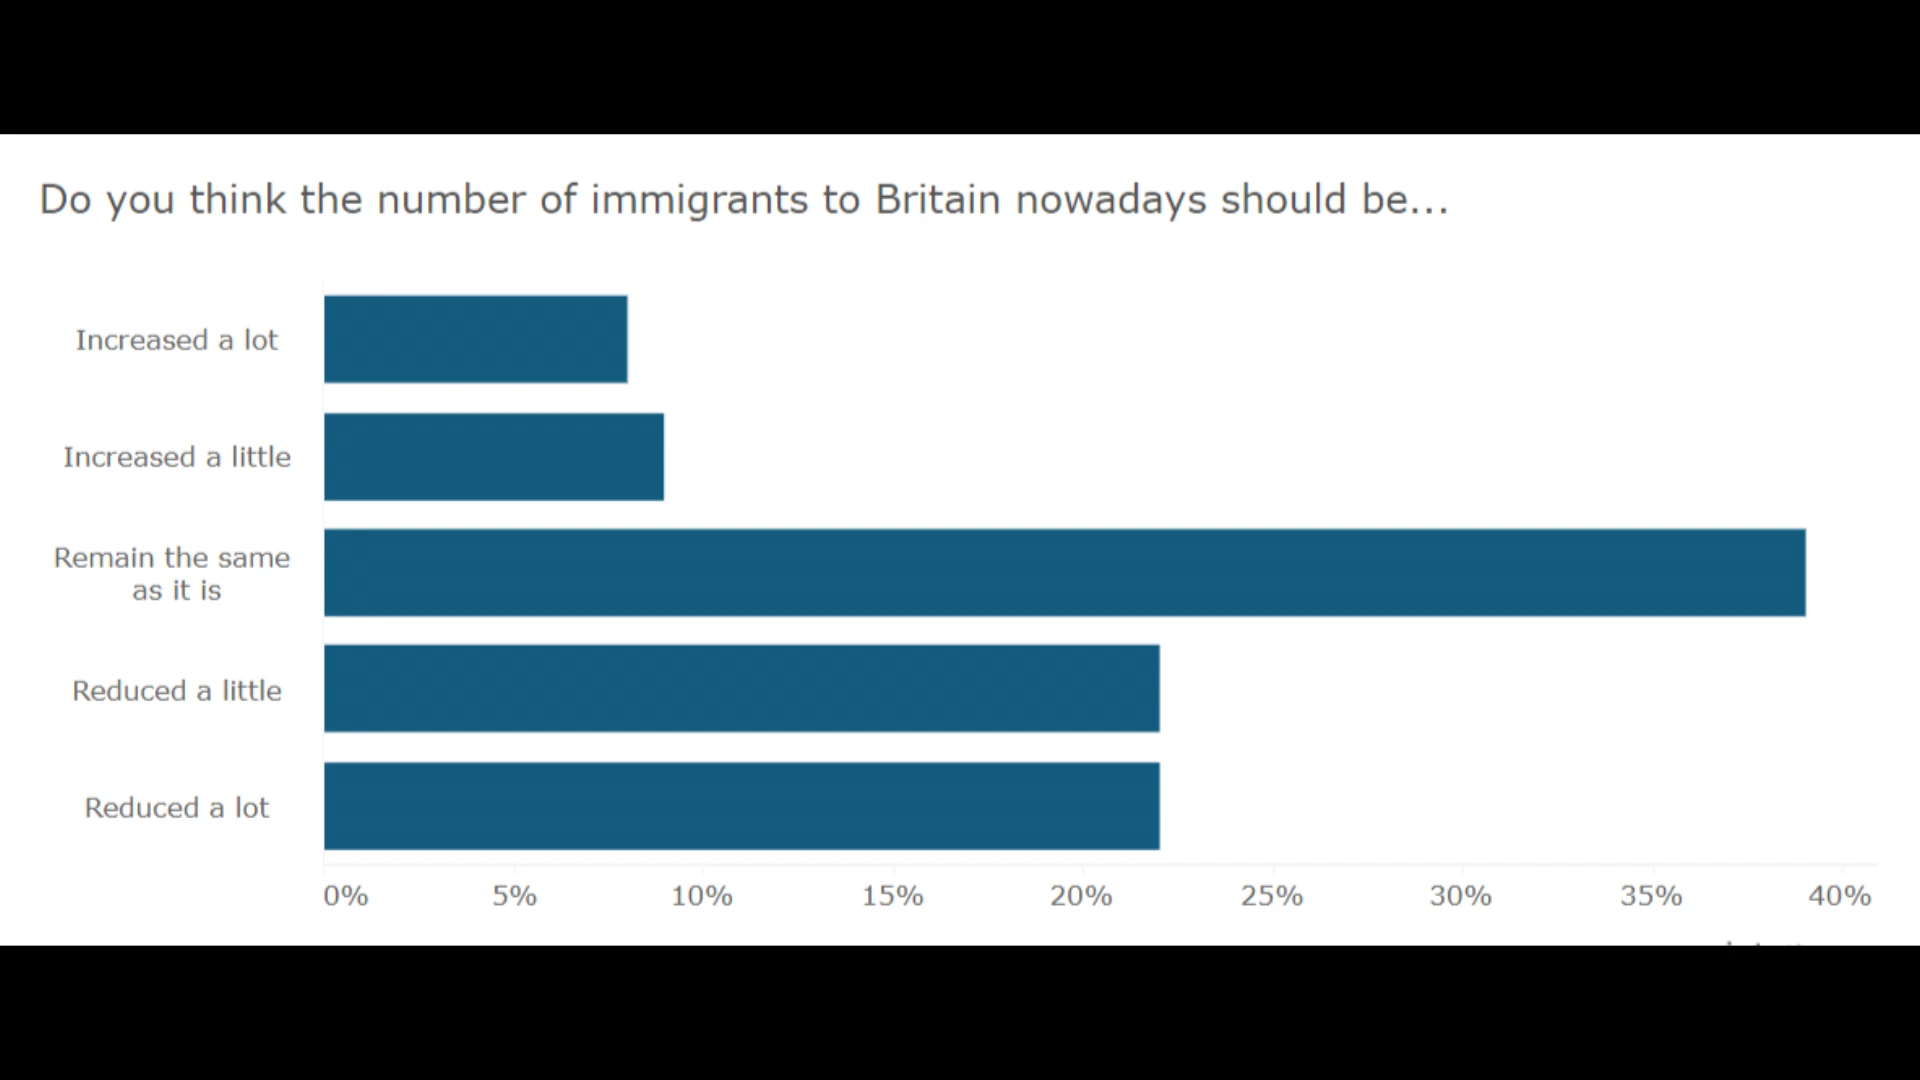 Do you think the number of immigrants to Britain nowadays should be...
Increased a lot
Increased a little
Remain the same
as it is
Reduced a little
Reduced a lot
0% 5% 10% 15% 20% 25% 30% 35% 40%